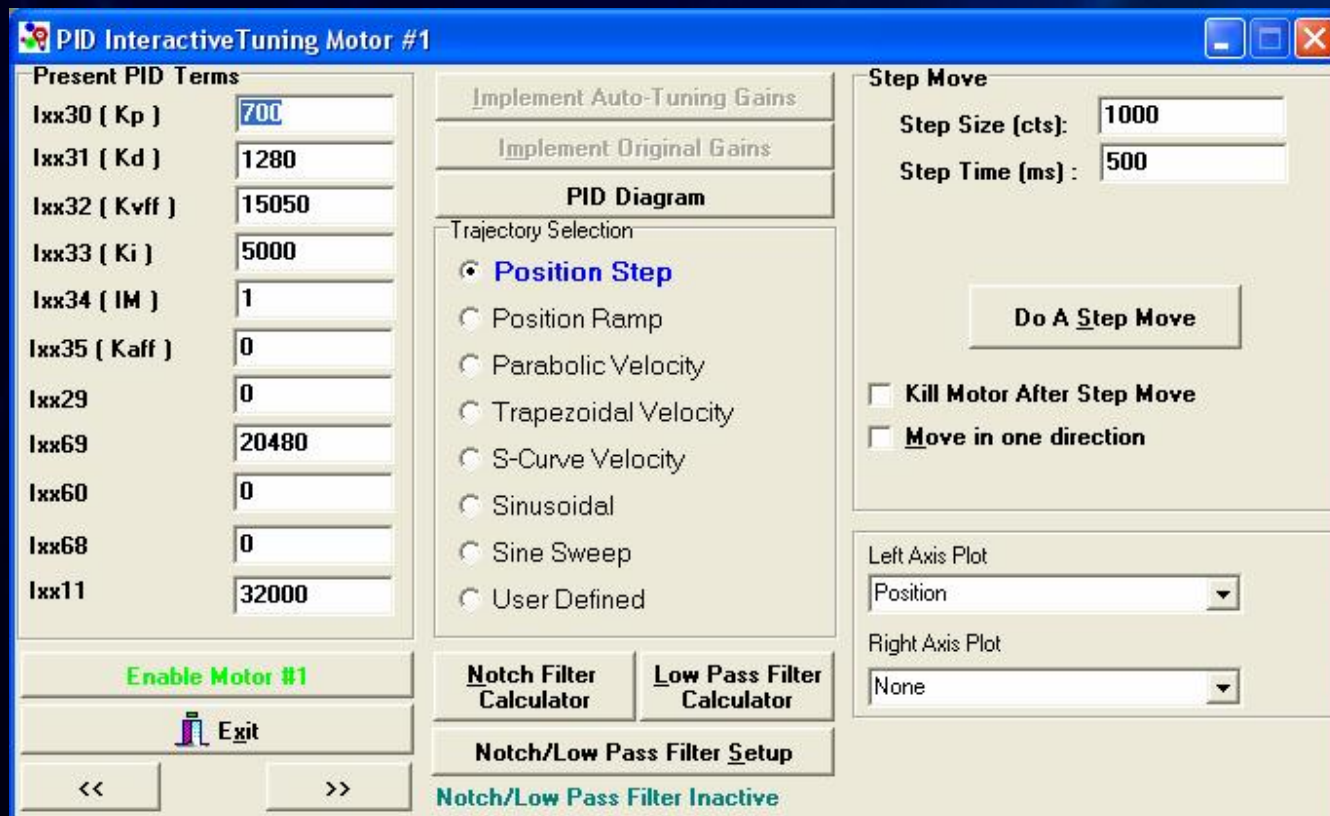 PID InteractiveTuning Motor #1
Present PID Terms
Ixx30 ( Kp ) 700
Ixx31 ( Kd ) 1280
Ixx32 ( Kvff ) 15050
Ixx33 ( Ki ) 5000
Ixx34 ( IM ) 1
Ixx35 ( Kaff ) 0
Ixx29 0
Ixx69 20480
Ixx60 0
Ixx68 0
Ixx11 32000
Enable Motor #1
Exit
<< >>
Implement Auto-Tuning Gains
Implement Original Gains
PID Diagram
Trajectory Selection
Position Step
Position Ramp
Parabolic Velocity
Trapezoidal Velocity
S-Curve Velocity
Sinusoidal
Sine Sweep
User Defined
Notch Filter
Calculator
Low Pass Filter
Calculator
Notch/Low Pass Filter Setup
Notch/Low Pass Filter Inactive
Step Move
Step Size (cts): 1000
Step Time (ms) : 500
Do A Step Move
Kill Motor After Step Move
Move in one direction
Left Axis Plot
Position
Right Axis Plot
None